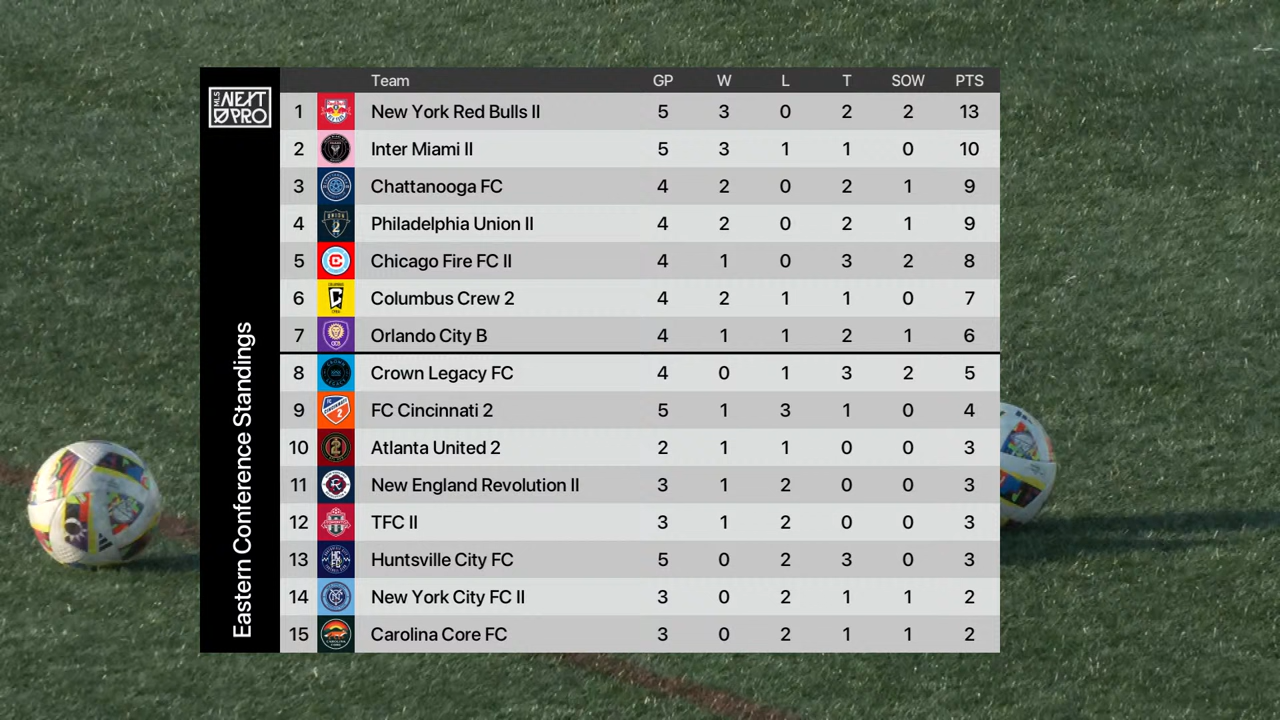 MLS NEXT PRO
Eastern Conference Standings
Team GP W L T SOW PTS
1 New York Red Bulls II 5 3 0 2 2 13
2 Inter Miami II 5 3 1 1 0 10
3 Chattanooga FC 4 2 0 2 1 9
4 Philadelphia Union II 4 2 0 2 1 9
5 Chicago Fire FC II 4 1 0 3 2 8
6 Columbus Crew 2 4 2 1 1 0 7
7 Orlando City B 4 1 1 2 1 6
8 Crown Legacy FC 4 0 1 3 2 5
9 FC Cincinnati 2 5 1 3 1 0 4
10 Atlanta United 2 2 1 1 0 0 3
11 New England Revolution II 3 1 2 0 0 3
12 TFC II 3 1 2 0 0 3
13 Huntsville City FC 5 0 2 3 0 3
14 New York City FC II 3 0 2 1 1 2
15 Carolina Core FC 3 0 2 1 1 2